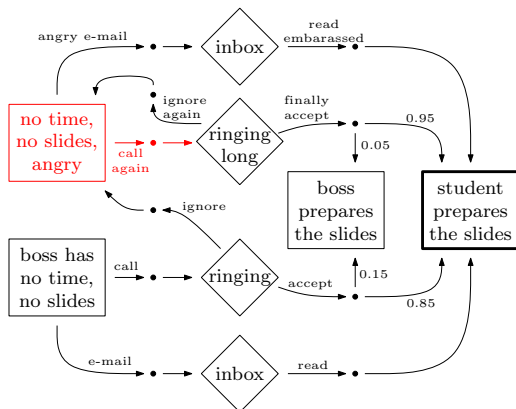 angry e-mail
inbox
read
embarassed
ignore
again
finally
accept
0.95
no time,
no slides,
angry
call
again
ringing
long
0.05
boss
prepares
the slides
student
prepares
the slides
ignore
boss has
no time,
no slides
call
ringing
accept
0.15
0.85
e-mail
inbox
read